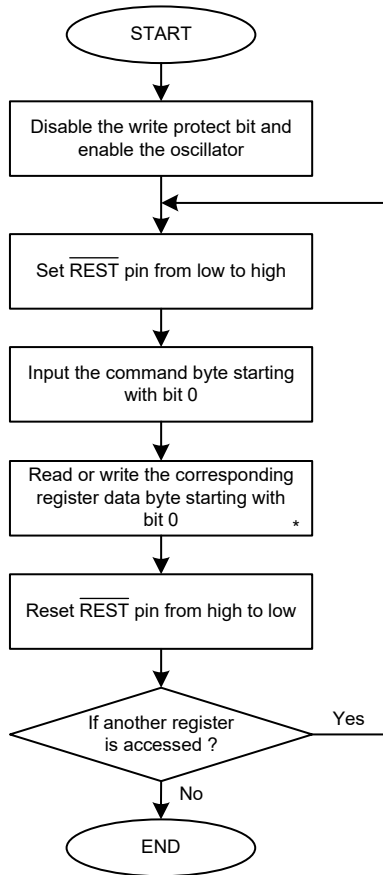 START
Disable the write protect bit and
enable the oscillator
Set REST pin from low to high
Input the command byte starting
with bit 0
Read or write the corresponding
register data byte starting with
bit 0 *
Reset REST pin from high to low
If another register
is accessed ?
Yes
No
END